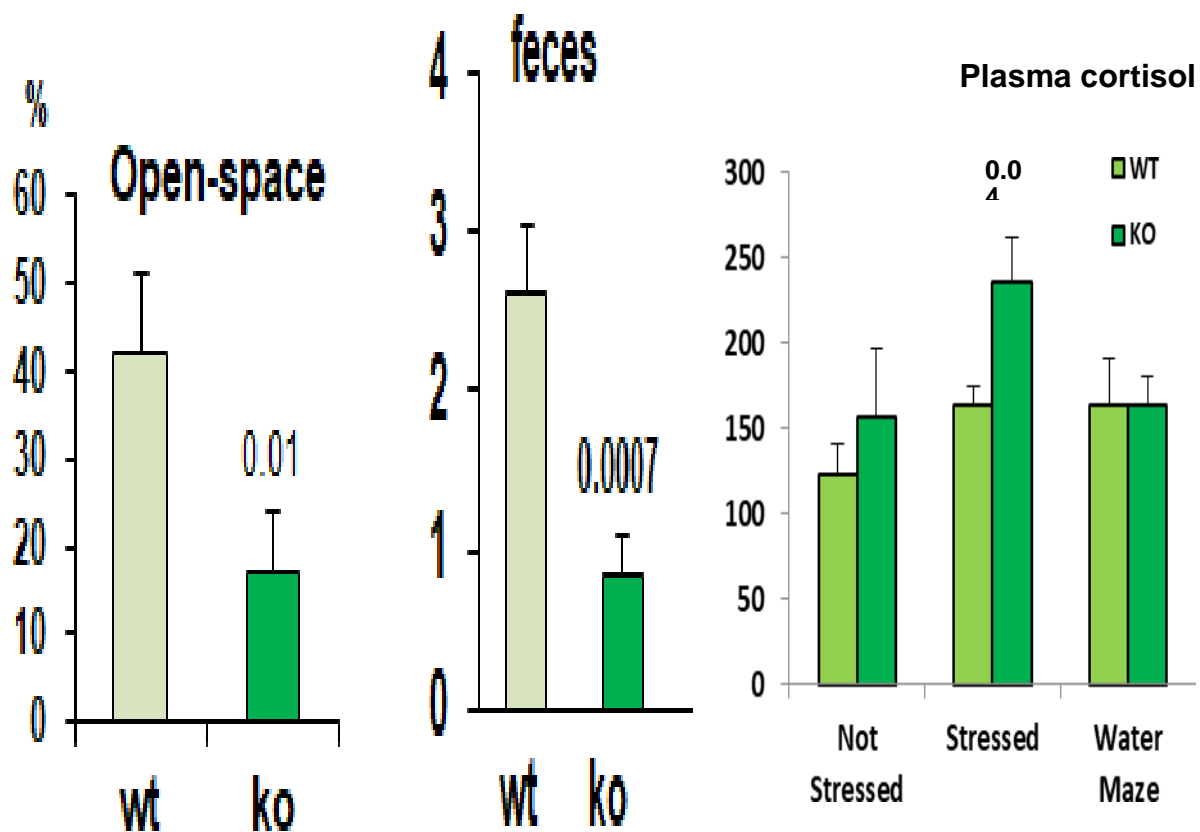 %
Open-space
60
50
40
30
20
10
0
0.01
wt ko
feces
4
3
2
1
0
0.0007
wt ko
Plasma cortisol
300
250
200
150
100
50
0
0.0
4
WT
KO
Not Stressed Water
Stressed Maze